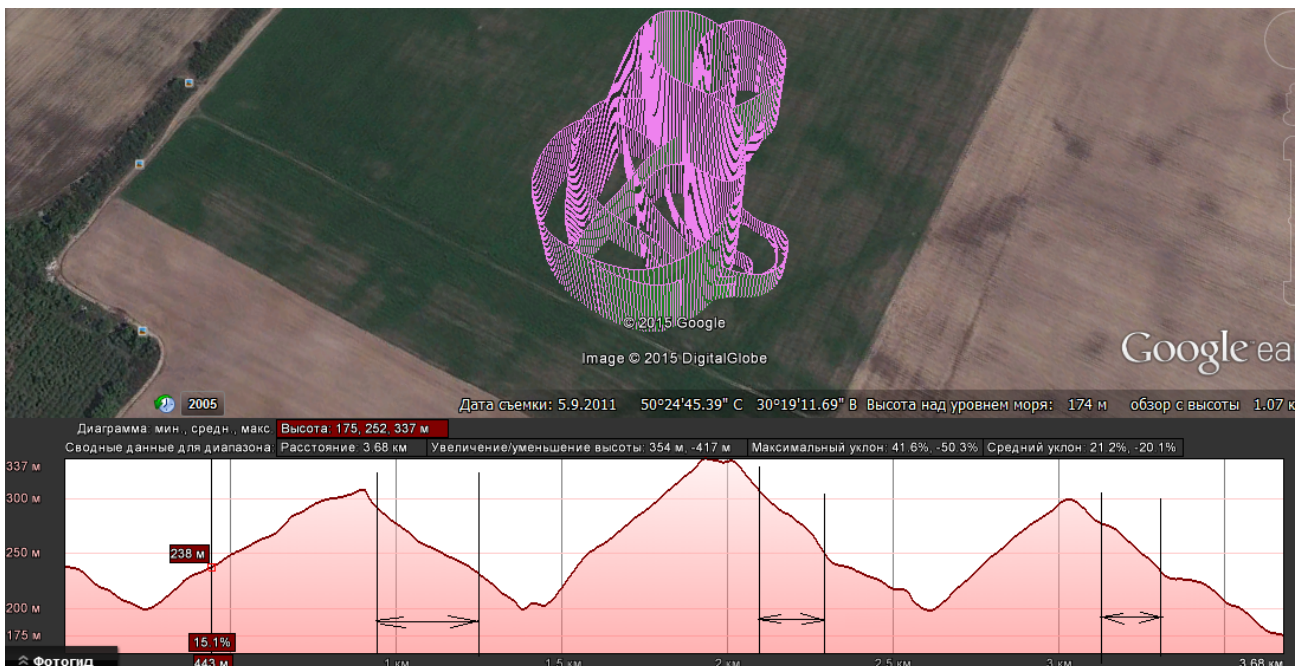 © 2015 Google
Image © 2015 DigitalGlobe
Google ea
2005
Дата съемки: 5.9.2011 50°24'45.39" С 30°19'11.69" В Высота над уровнем моря: 174 м обзор с высоты 1.07 к
Диаграмма: мин., средн., макс Высота: 175, 252, 337 м
Сводные данные для диапазона: Расстояние: 3.68 км Увеличение/уменьшение высоты: 354 м, -417 м Максимальный уклон: 41.6%, -50.3% Средний уклон: 21.2%, -20.1%
337 м
300 м
250 м
238 м
200 м
175 м
15.1%
Фотогид 443 м 1 км 1.5 км 2 км 2.5 км 3 км 3.68 км